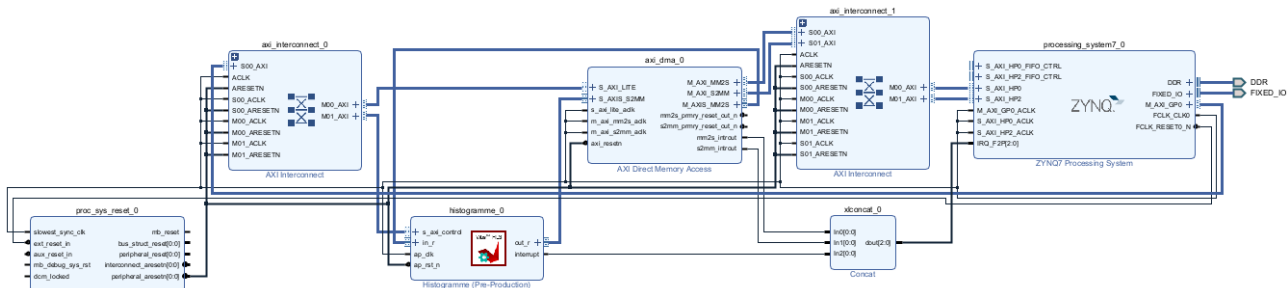 axi_interconnect_0
S00_AXI
ACLK
ARESETN
S00_ACLK
S00_ARESETN
M00_ACLK
M00_ARESETN
M01_ACLK
M01_ARESETN
M00_AXI
M01_AXI
AXI Interconnect
axi_dma_0
S_AXI_LITE
S_AXIS_S2MM
s_axi_lite_aclk
m_axi_mm2s_aclk
m_axi_s2mm_aclk
axi_resetn
M_AXI_MM2S
M_AXI_S2MM
M_AXIS_MM2S
mm2s_prmry_reset_out_n
s2mm_prmry_reset_out_n
mm2s_introut
s2mm_introut
AXI Direct Memory Access
axi_interconnect_1
S00_AXI
S01_AXI
ACLK
ARESETN
S00_ACLK
S00_ARESETN
M00_ACLK
M00_ARESETN
M01_ACLK
M01_ARESETN
S01_ACLK
S01_ARESETN
M00_AXI
M01_AXI
AXI Interconnect
processing_system7_0
S_AXI_HP0_FIFO_CTRL
S_AXI_HP2_FIFO_CTRL
S_AXI_HP0
S_AXI_HP2
M_AXI_GP0_ACLK
S_AXI_HP0_ACLK
S_AXI_HP2_ACLK
IRQ_F2P[2:0]
ZYNQ
DDR
FIXED_IO
M_AXI_GP0
FCLK_CLK0
FCLK_RESET0_N
ZYNQ7 Processing System
DDR
FIXED_IO
proc_sys_reset_0
slowest_sync_clk
ext_reset_in
aux_reset_in
mb_debug_sys_rst
dcm_locked
mb_reset
bus_struct_reset[0:0]
peripheral_reset[0:0]
interconnect_aresetn[0:0]
peripheral_aresetn[0:0]
histogramme_0
s_axi_control
in_r
ap_clk
ap_rst_n
out_r
interrupt
Histogramme (Pre-Production)
xlconcat_0
In0[0:0]
In1[0:0]
In2[0:0]
dout[2:0]
Concat